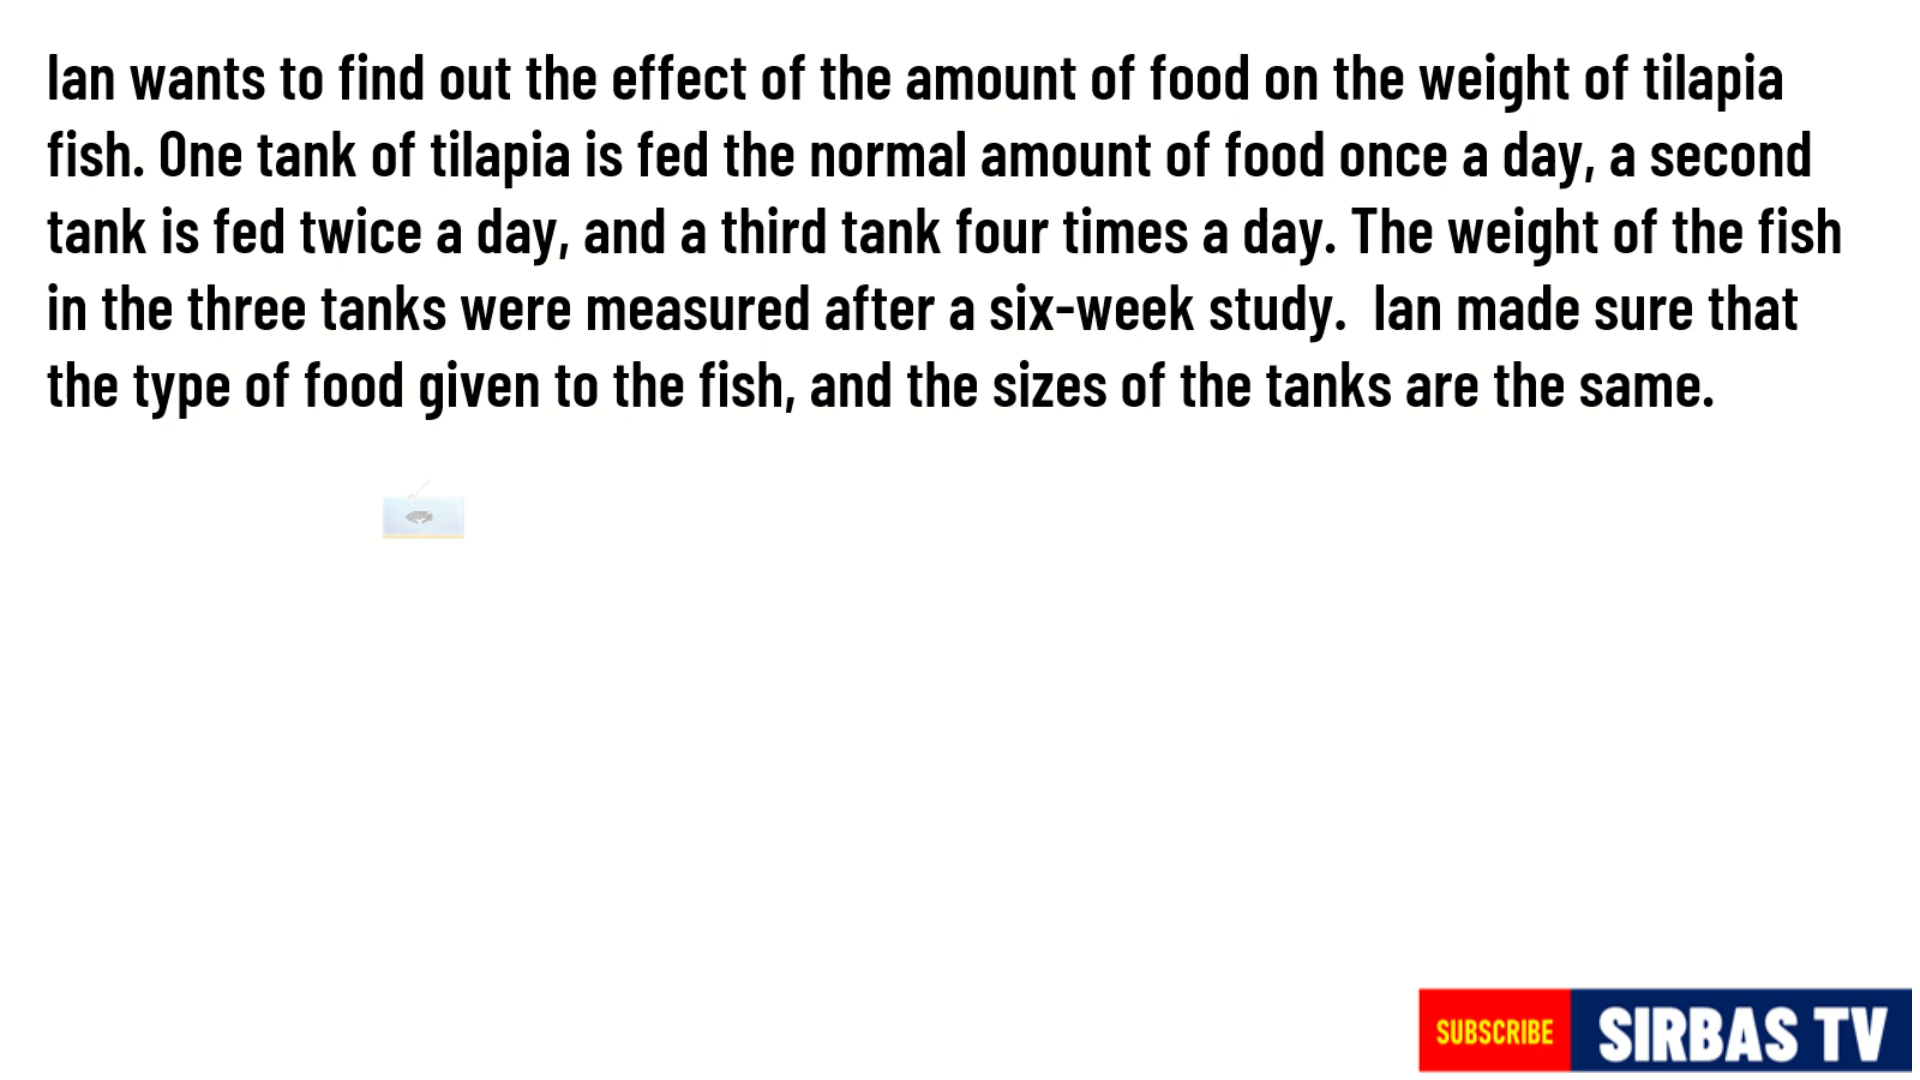 Ian wants to find out the effect of the amount of food on the weight of tilapia
fish. One tank of tilapia is fed the normal amount of food once a day, a second
tank is fed twice a day, and a third tank four times a day. The weight of the fish
in the three tanks were measured after a six-week study.  Ian made sure that
the type of food given to the fish, and the sizes of the tanks are the same.
SUBSCRIBE SIRBAS TV